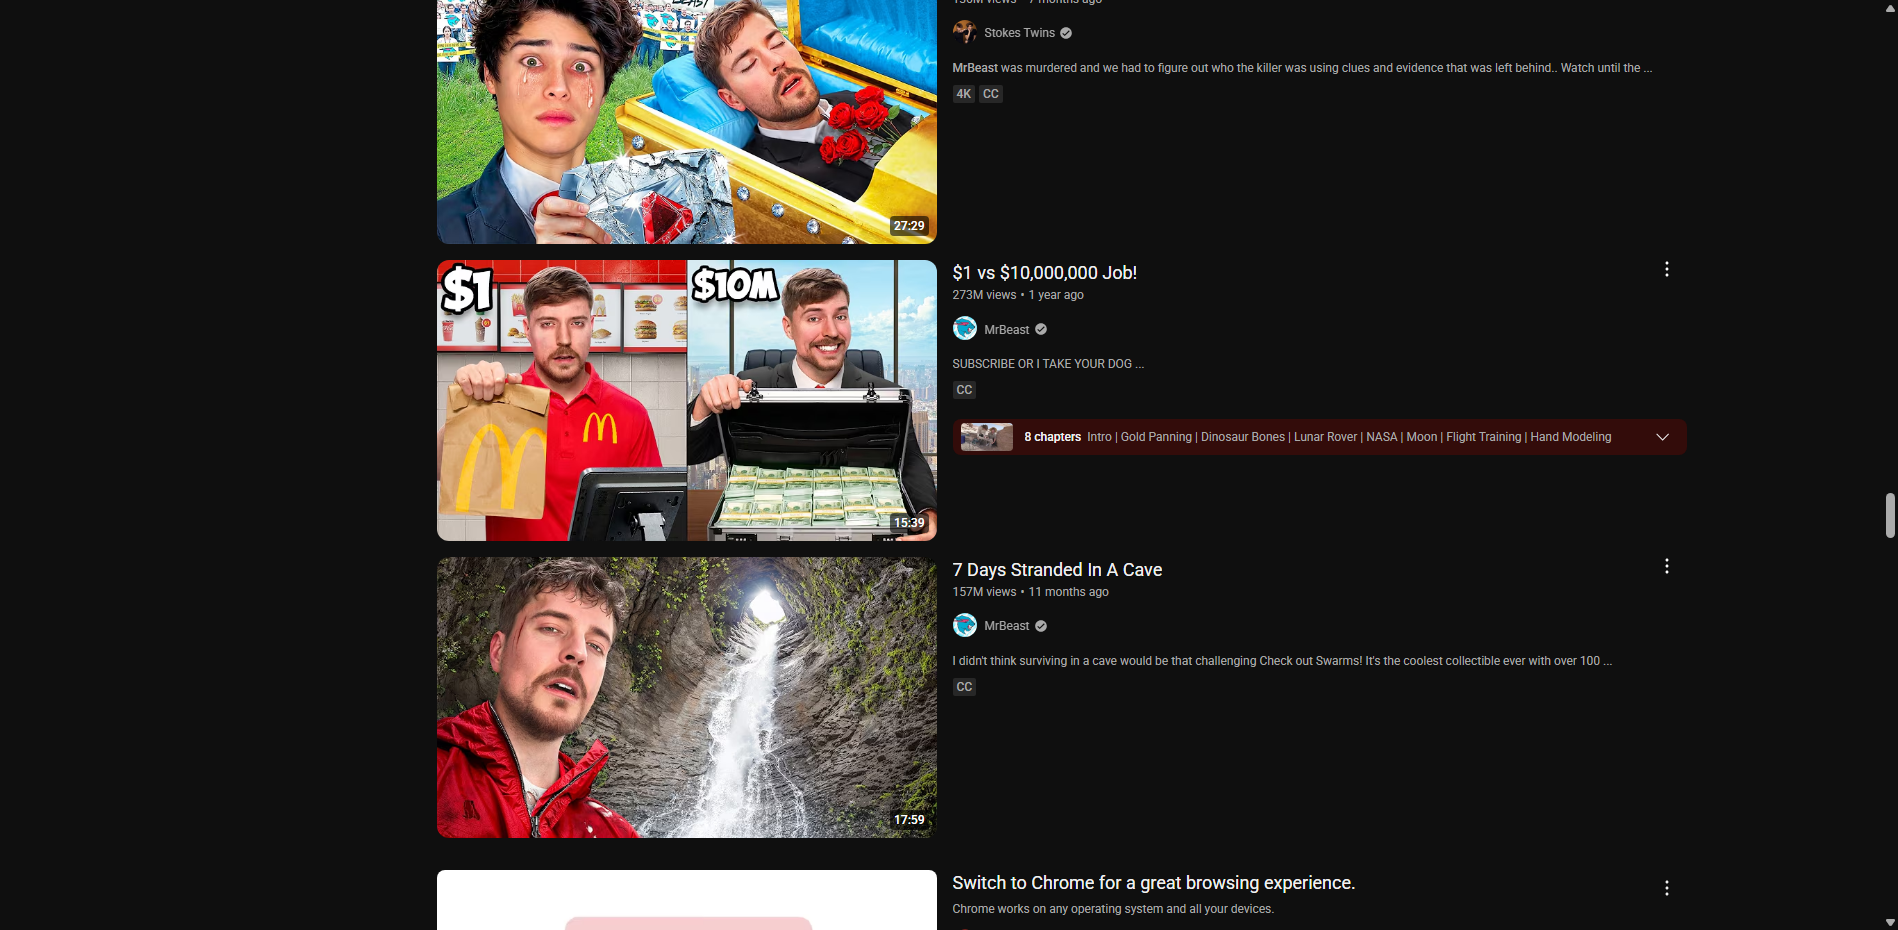 Stokes Twins
MrBeast was murdered and we had to figure out who the killer was using clues and evidence that was left behind.. Watch until the ...
4K CC
27:29
$1
$10M
15:39
$1 vs $10,000,000 Job!
273M views • 1 year ago
MrBeast
SUBSCRIBE OR I TAKE YOUR DOG ...
CC
8 chapters Intro | Gold Panning | Dinosaur Bones | Lunar Rover | NASA | Moon | Flight Training | Hand Modeling
17:59
7 Days Stranded In A Cave
157M views • 11 months ago
MrBeast
I didn't think surviving in a cave would be that challenging Check out Swarms! It's the coolest collectible ever with over 100 ...
CC
Switch to Chrome for a great browsing experience.
Chrome works on any operating system and all your devices.